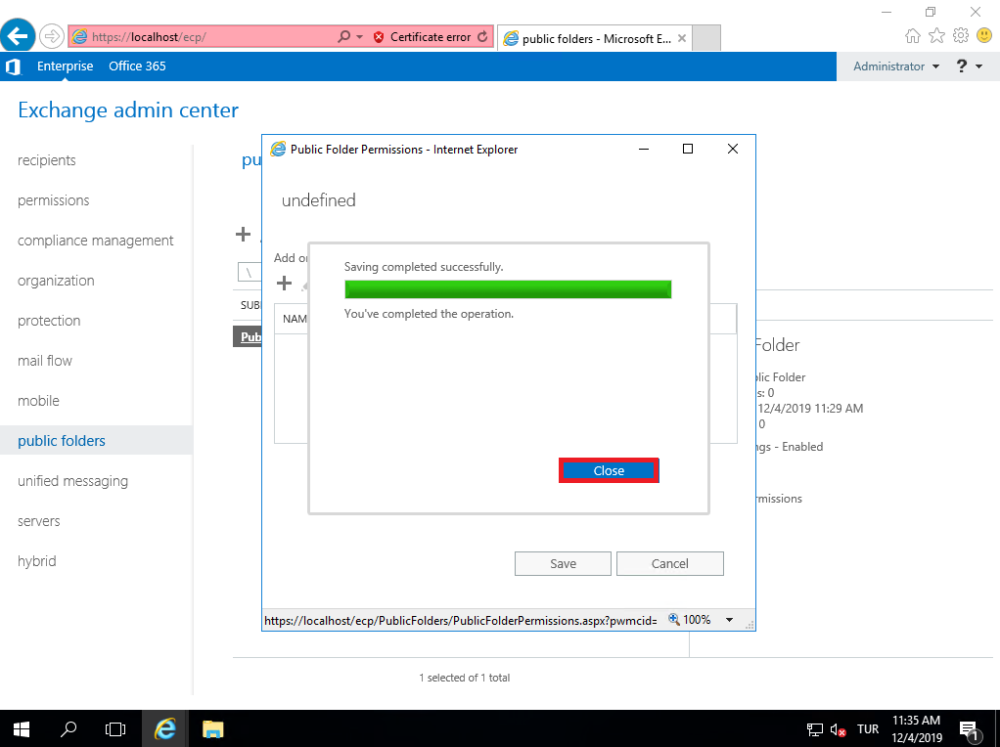 https://localhost/ecp/
Certificate error
public folders - Microsoft E...
Enterprise
Office 365
Administrator
?
Exchange admin center
recipients
permissions
compliance management
organization
protection
mail flow
mobile
public folders
unified messaging
servers
hybrid
pu
\
SUB
Pub
Public Folder Permissions - Internet Explorer
undefined
Add o
NAM
Saving completed successfully.
You've completed the operation.
Close
Save
Cancel
https://localhost/ecp/PublicFolders/PublicFolderPermissions.aspx?pwmcid=
100%
Folder
blic Folder
s: 0
12/4/2019 11:29 AM
0
ngs - Enabled
rmissions
1 selected of 1 total
TUR
11:35 AM
12/4/2019
1